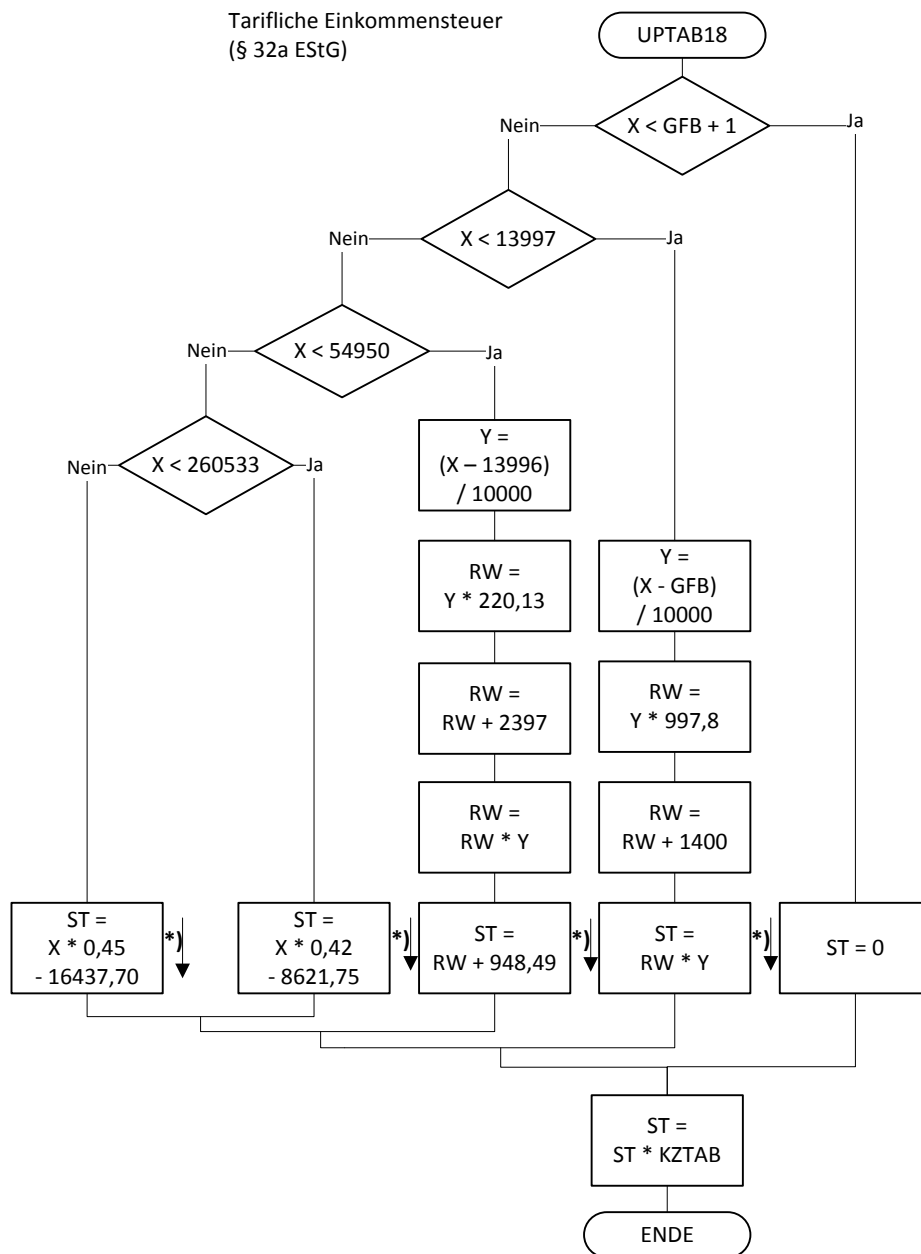 Tarifliche Einkommensteuer
(§ 32a EStG)
UPTAB18
X < GFB + 1
Nein
Ja
X < 13997
Nein
Ja
X < 54950
Nein
Ja
X < 260533
Nein
Ja
Y =
(X – 13996)
/ 10000
RW =
Y * 220,13
RW =
RW + 2397
RW =
RW * Y
Y =
(X - GFB)
/ 10000
RW =
Y * 997,8
RW =
RW + 1400
ST =
X * 0,45
- 16437,70
*)
ST =
X * 0,42
- 8621,75
*)
ST =
RW + 948,49
*)
ST =
RW * Y
*)
ST = 0
ST =
ST * KZTAB
ENDE